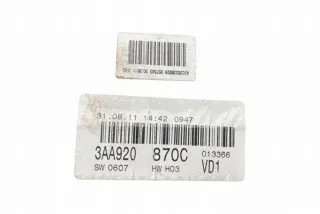 31.08.11 14:42 0947
3AA920 870C 013366
SW 0607 HW H03 VD1